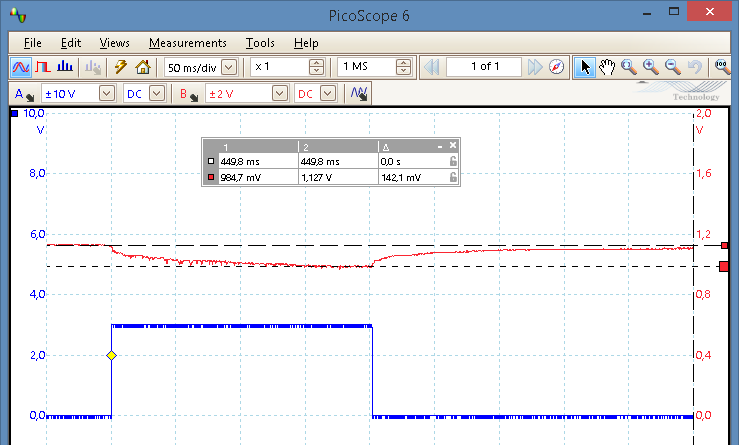 PicoScope 6
File Edit Views Measurements Tools Help
50 ms/div x 1 1 MS 1 of 1 100
A ±10 V DC B ±2 V DC
Technology
10,0 2,0
V V
1 2 Δ
449,8 ms 449,8 ms 0,0 s
984,7 mV 1,127 V 142,1 mV
8,0 1,6
6,0 1,2
4,0 0,8
2,0 0,4
0,0 0,0